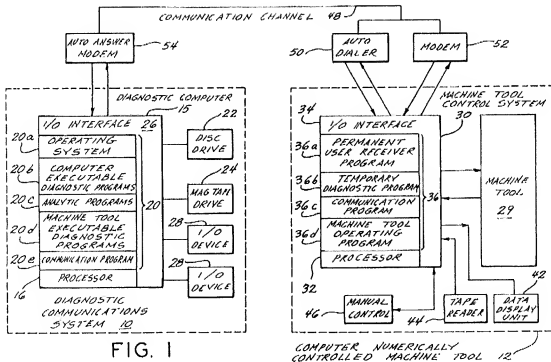 COMMUNICATION CHANNEL 48
AUTO ANSWER MODEM
54
50
AUTO DIALER
MODEM
52
DIAGNOSTIC COMPUTER
15
I/O INTERFACE 26
20a
OPERATING SYSTEM
20b
COMPUTER EXECUTABLE DIAGNOSTIC PROGRAMS
20c
ANALYTIC PROGRAMS
20
20d
MACHINE TOOL EXECUTABLE DIAGNOSTIC PROGRAMS
20e
COMMUNICATION PROGRAM
16
PROCESSOR
22
DISC DRIVE
24
MAGTAN DRIVE
28
I/O DEVICE
28
I/O DEVICE
DIAGNOSTIC COMMUNICATIONS SYSTEM 10
FIG. 1
MACHINE TOOL CONTROL SYSTEM
30
34
I/O INTERFACE
36a
PERMANENT USER RECEIVER PROGRAM
36b
TEMPORARY DIAGNOSTIC PROGRAM
36
36c
COMMUNICATION PROGRAM
36d
MACHINE TOOL OPERATING PROGRAM
PROCESSOR
32
MACHINE TOOL
29
46
MANUAL CONTROL
44
TAPE READER
42
DATA DISPLAY UNIT
COMPUTER NUMERICALLY CONTROLLED MACHINE TOOL 12